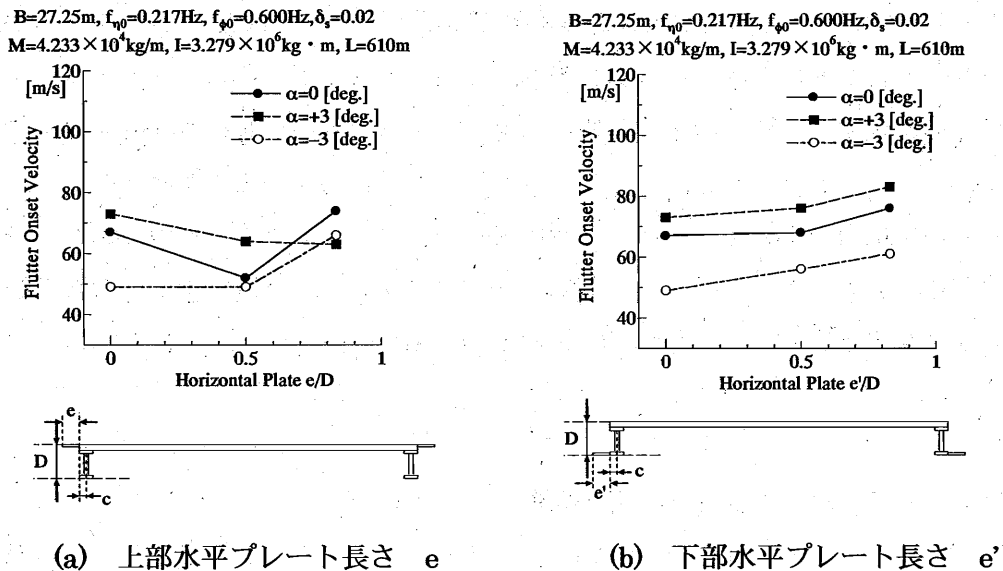 B=27.25m, fη0=0.217Hz, fϕ0=0.600Hz, δs=0.02
M=4.233×10⁴kg/m, I=3.279×10⁶kg・m, L=610m
120
[m/s]
100
80
60
40
Flutter Onset Velocity
α=0 [deg.]
α=+3 [deg.]
α=−3 [deg.]
0
0.5
1
Horizontal Plate e/D
e
D
c
(a) 上部水平プレート長さ e
B=27.25m, fη0=0.217Hz, fϕ0=0.600Hz,δs=0.02
M=4.233×10⁴kg/m, I=3.279×10⁶kg・m, L=610m
120
[m/s]
100
80
60
40
Flutter Onset Velocity
α=0 [deg.]
α=+3 [deg.]
α=−3 [deg.]
0
0.5
1
Horizontal Plate e'/D
D
c
e'
(b) 下部水平プレート長さ e'